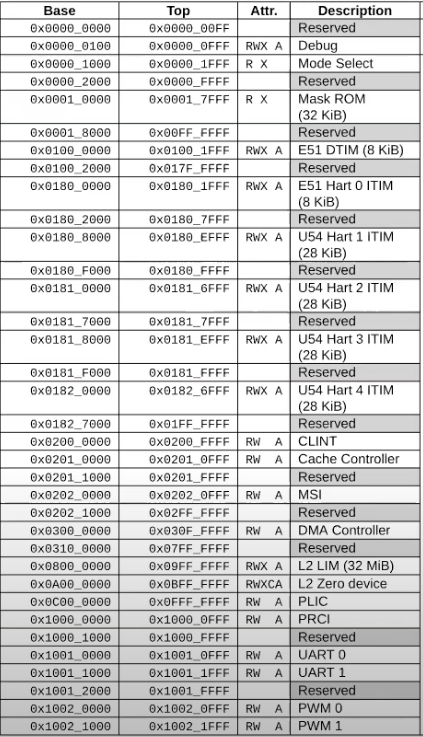 Base Top Attr. Description
0x0000_0000 0x0000_00FF Reserved
0x0000_0100 0x0000_0FFF RWX A Debug
0x0000_1000 0x0000_1FFF R X Mode Select
0x0000_2000 0x0000_FFFF Reserved
0x0001_0000 0x0001_7FFF R X Mask ROM
(32 KiB)
0x0001_8000 0x00FF_FFFF Reserved
0x0100_0000 0x0100_1FFF RWX A E51 DTIM (8 KiB)
0x0100_2000 0x017F_FFFF Reserved
0x0180_0000 0x0180_1FFF RWX A E51 Hart 0 ITIM
(8 KiB)
0x0180_2000 0x0180_7FFF Reserved
0x0180_8000 0x0180_EFFF RWX A U54 Hart 1 ITIM
(28 KiB)
0x0180_F000 0x0180_FFFF Reserved
0x0181_0000 0x0181_6FFF RWX A U54 Hart 2 ITIM
(28 KiB)
0x0181_7000 0x0181_7FFF Reserved
0x0181_8000 0x0181_EFFF RWX A U54 Hart 3 ITIM
(28 KiB)
0x0181_F000 0x0181_FFFF Reserved
0x0182_0000 0x0182_6FFF RWX A U54 Hart 4 ITIM
(28 KiB)
0x0182_7000 0x01FF_FFFF Reserved
0x0200_0000 0x0200_FFFF RW A CLINT
0x0201_0000 0x0201_0FFF RW A Cache Controller
0x0201_1000 0x0201_FFFF Reserved
0x0202_0000 0x0202_0FFF RW A MSI
0x0202_1000 0x02FF_FFFF Reserved
0x0300_0000 0x030F_FFFF RW A DMA Controller
0x0310_0000 0x07FF_FFFF Reserved
0x0800_0000 0x09FF_FFFF RWX A L2 LIM (32 MiB)
0x0A00_0000 0x0BFF_FFFF RWXCA L2 Zero device
0x0C00_0000 0x0FFF_FFFF RW A PLIC
0x1000_0000 0x1000_0FFF RW A PRCI
0x1000_1000 0x1000_FFFF Reserved
0x1001_0000 0x1001_0FFF RW A UART 0
0x1001_1000 0x1001_1FFF RW A UART 1
0x1001_2000 0x1001_FFFF Reserved
0x1002_0000 0x1002_0FFF RW A PWM 0
0x1002_1000 0x1002_1FFF RW A PWM 1